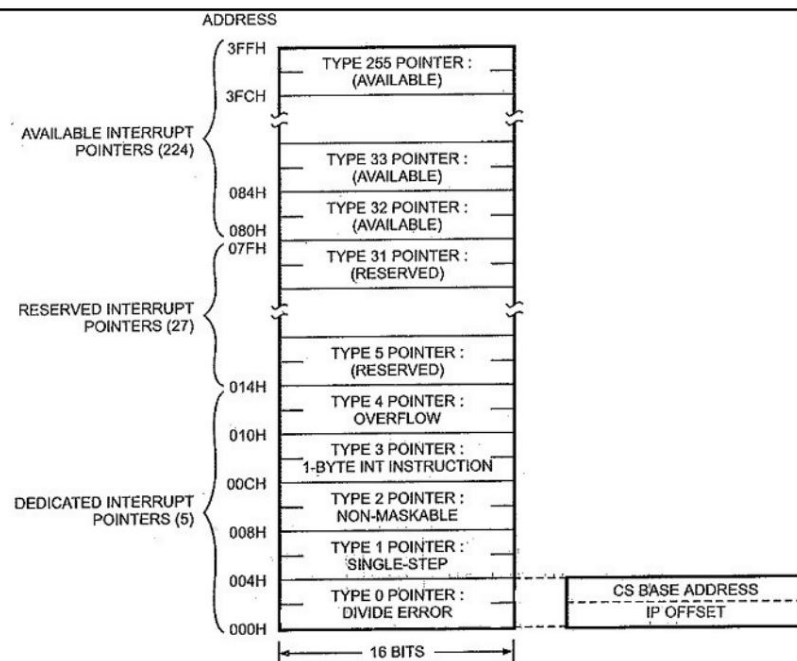 ADDRESS
3FFH
TYPE 255 POINTER :
(AVAILABLE)
3FCH
AVAILABLE INTERRUPT
POINTERS (224)
TYPE 33 POINTER :
(AVAILABLE)
084H
TYPE 32 POINTER :
(AVAILABLE)
080H
07FH
TYPE 31 POINTER :
(RESERVED)
RESERVED INTERRUPT
POINTERS (27)
TYPE 5 POINTER :
(RESERVED)
014H
TYPE 4 POINTER :
OVERFLOW
010H
TYPE 3 POINTER :
1-BYTE INT INSTRUCTION
00CH
DEDICATED INTERRUPT
POINTERS (5)
TYPE 2 POINTER :
NON-MASKABLE
008H
TYPE 1 POINTER :
SINGLE-STEP
004H
TYPE 0 POINTER :
DIVIDE ERROR
000H
CS BASE ADDRESS
IP OFFSET
16 BITS